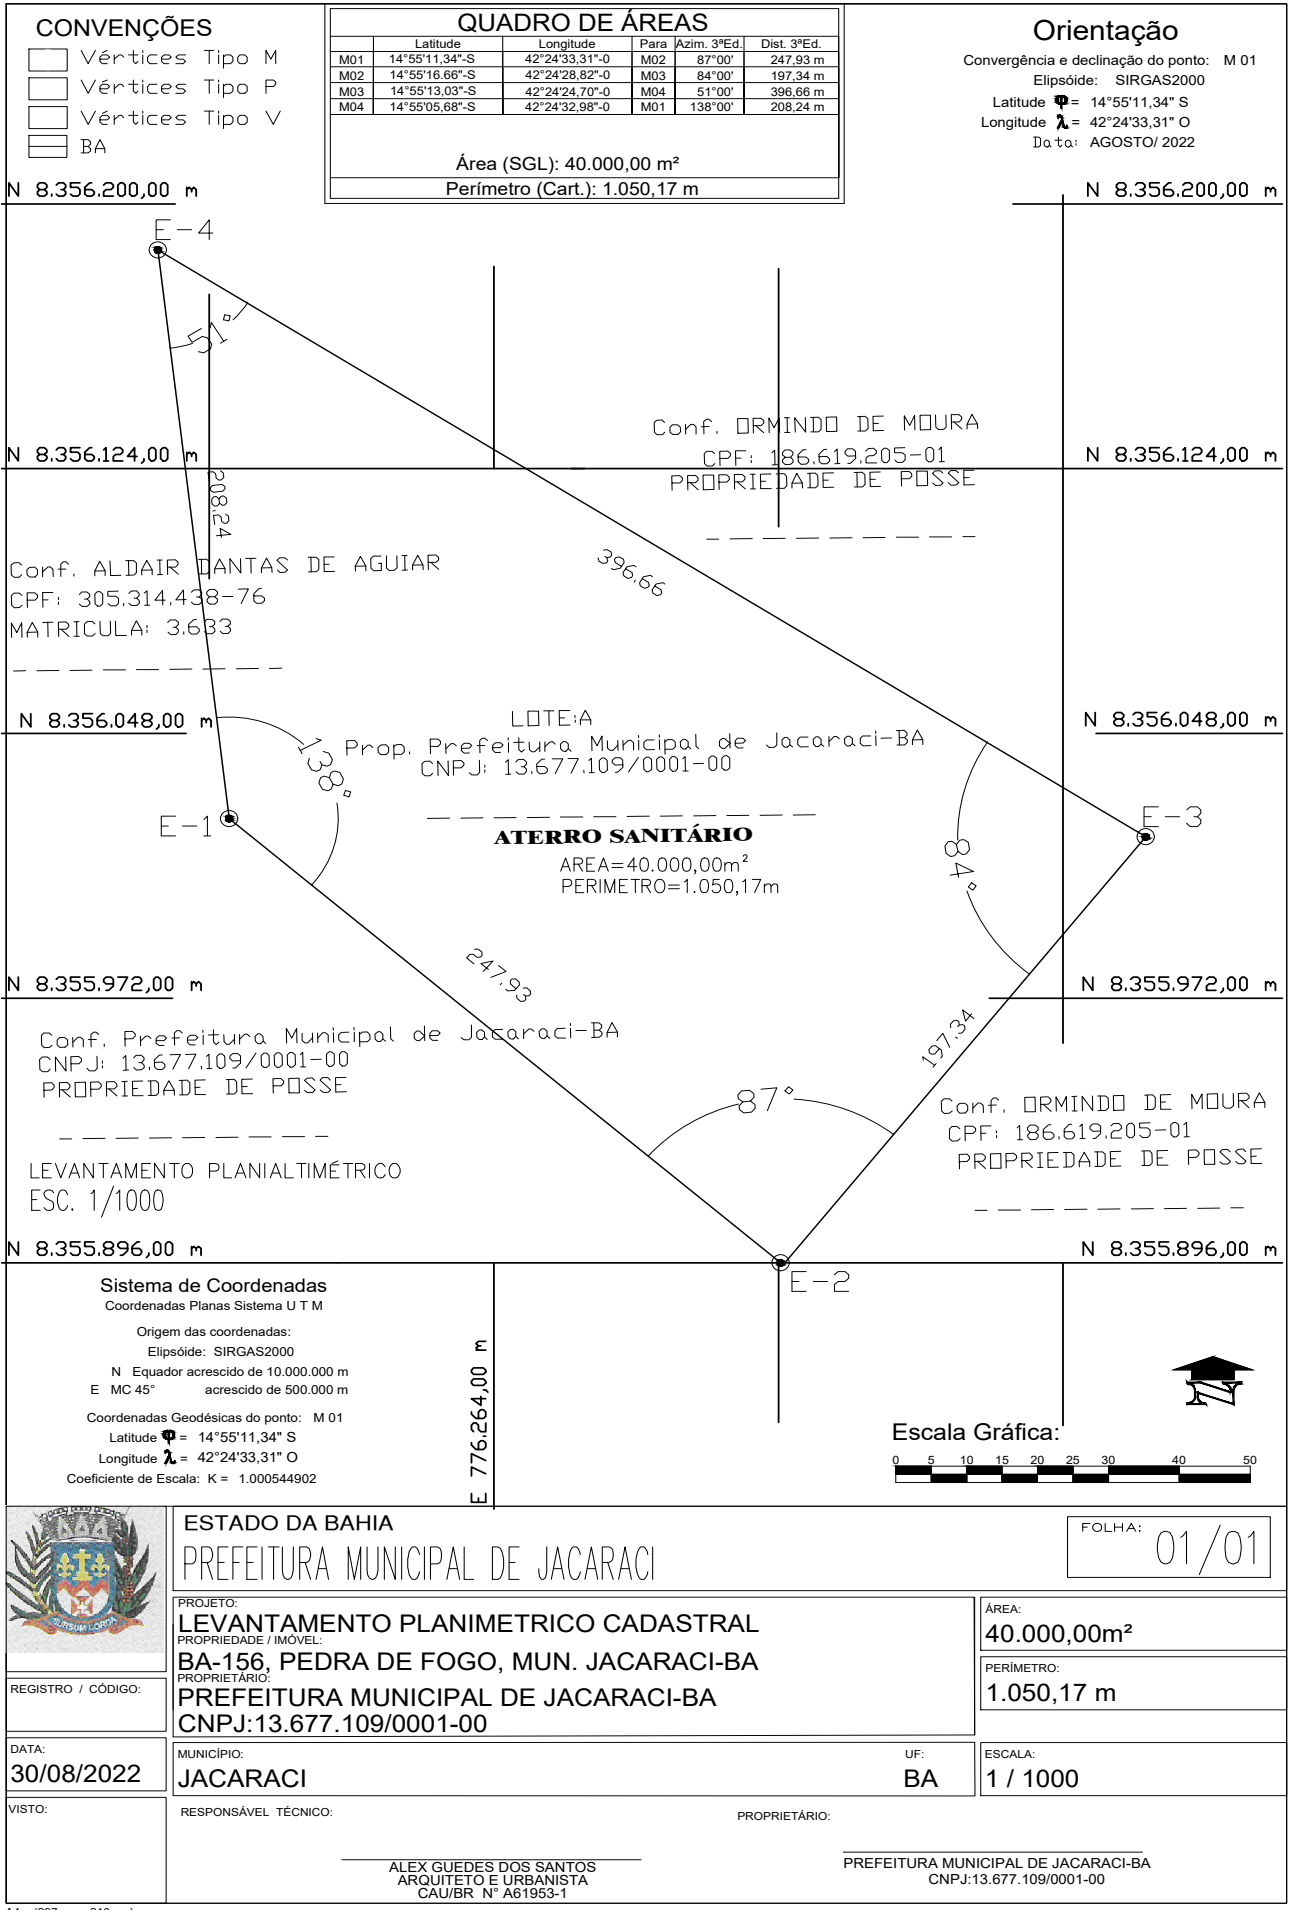 CONVENÇÕES
Vértices Tipo M
Vértices Tipo P
Vértices Tipo V
BA
QUADRO DE ÁREAS
Latitude Longitude Para Azim. 3ªEd. Dist. 3ªEd.
M01 14°55'11,34"-S 42°24'33,31"-0 M02 87°00' 247,93 m
M02 14°55'16.66"-S 42°24'28,82"-0 M03 84°00' 197,34 m
M03 14°55'13,03"-S 42°24'24,70"-0 M04 51°00' 396,66 m
M04 14°55'05,68"-S 42°24'32,98"-0 M01 138°00' 208,24 m
Área (SGL): 40.000,00 m²
Perímetro (Cart.): 1.050,17 m
Orientação
Convergência e declinação do ponto: M 01
Elipsóide: SIRGAS2000
Latitude φ = 14°55'11,34" S
Longitude λ = 42°24'33,31" O
Data: AGOSTO/ 2022
N 8.356.200,00 m
N 8.356.200,00 m
E-4
51°
Conf. ORMINDO DE MOURA
CPF: 186.619.205-01
PROPRIEDADE DE POSSE
N 8.356.124,00 m
N 8.356.124,00 m
208.24
396.66
Conf. ALDAIR DANTAS DE AGUIAR
CPF: 305.314.438-76
MATRICULA: 3.633
N 8.356.048,00 m
N 8.356.048,00 m
138°
LOTE:A
Prop. Prefeitura Municipal de Jacaraci-BA
CNPJ: 13.677.109/0001-00
E-1
E-3
ATERRO SANITÁRIO
AREA=40.000,00m²
PERIMETRO=1.050,17m
84°
247.93
N 8.355.972,00 m
N 8.355.972,00 m
197.34
Conf. Prefeitura Municipal de Jacaraci-BA
CNPJ: 13.677.109/0001-00
PROPRIEDADE DE POSSE
87°
Conf. ORMINDO DE MOURA
CPF: 186.619.205-01
PROPRIEDADE DE POSSE
LEVANTAMENTO PLANIALTIMÉTRICO
ESC. 1/1000
N 8.355.896,00 m
N 8.355.896,00 m
E-2
Sistema de Coordenadas
Coordenadas Planas Sistema U T M
Origem das coordenadas:
Elipsóide: SIRGAS2000
N Equador acrescido de 10.000.000 m
E MC 45° acrescido de 500.000 m
Coordenadas Geodésicas do ponto: M 01
Latitude φ = 14°55'11,34" S
Longitude λ = 42°24'33,31" O
Coeficiente de Escala: K = 1.000544902
E 776.264,00 m
N
Escala Gráfica:
0 5 10 15 20 25 30 40 50
SURSUM CORDA
ESTADO DA BAHIA
PREFEITURA MUNICIPAL DE JACARACI
FOLHA: 01/01
PROJETO:
LEVANTAMENTO PLANIMETRICO CADASTRAL
PROPRIEDADE / IMÓVEL:
BA-156, PEDRA DE FOGO, MUN. JACARACI-BA
PROPRIETÁRIO:
PREFEITURA MUNICIPAL DE JACARACI-BA
CNPJ:13.677.109/0001-00
ÁREA:
40.000,00m²
PERÍMETRO:
1.050,17 m
REGISTRO / CÓDIGO:
DATA:
30/08/2022
MUNICÍPIO:
JACARACI
UF:
BA
ESCALA:
1 / 1000
VISTO:
RESPONSÁVEL TÉCNICO:
ALEX GUEDES DOS SANTOS
ARQUITETO E URBANISTA
CAU/BR N° A61953-1
PROPRIETÁRIO:
PREFEITURA MUNICIPAL DE JACARACI-BA
CNPJ:13.677.109/0001-00